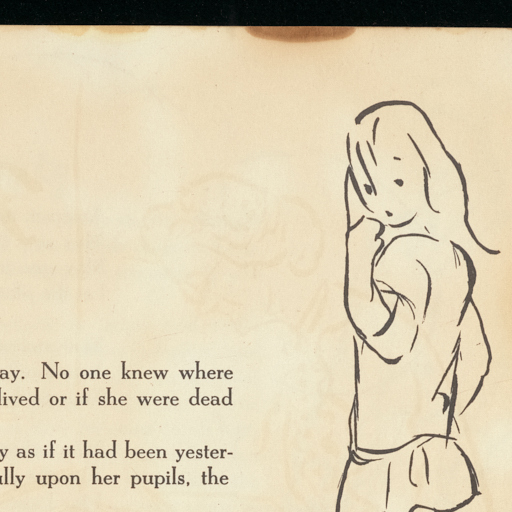 ay. No one knew where
lived or if she were dead
y as if it had been yester-
ully upon her pupils, the